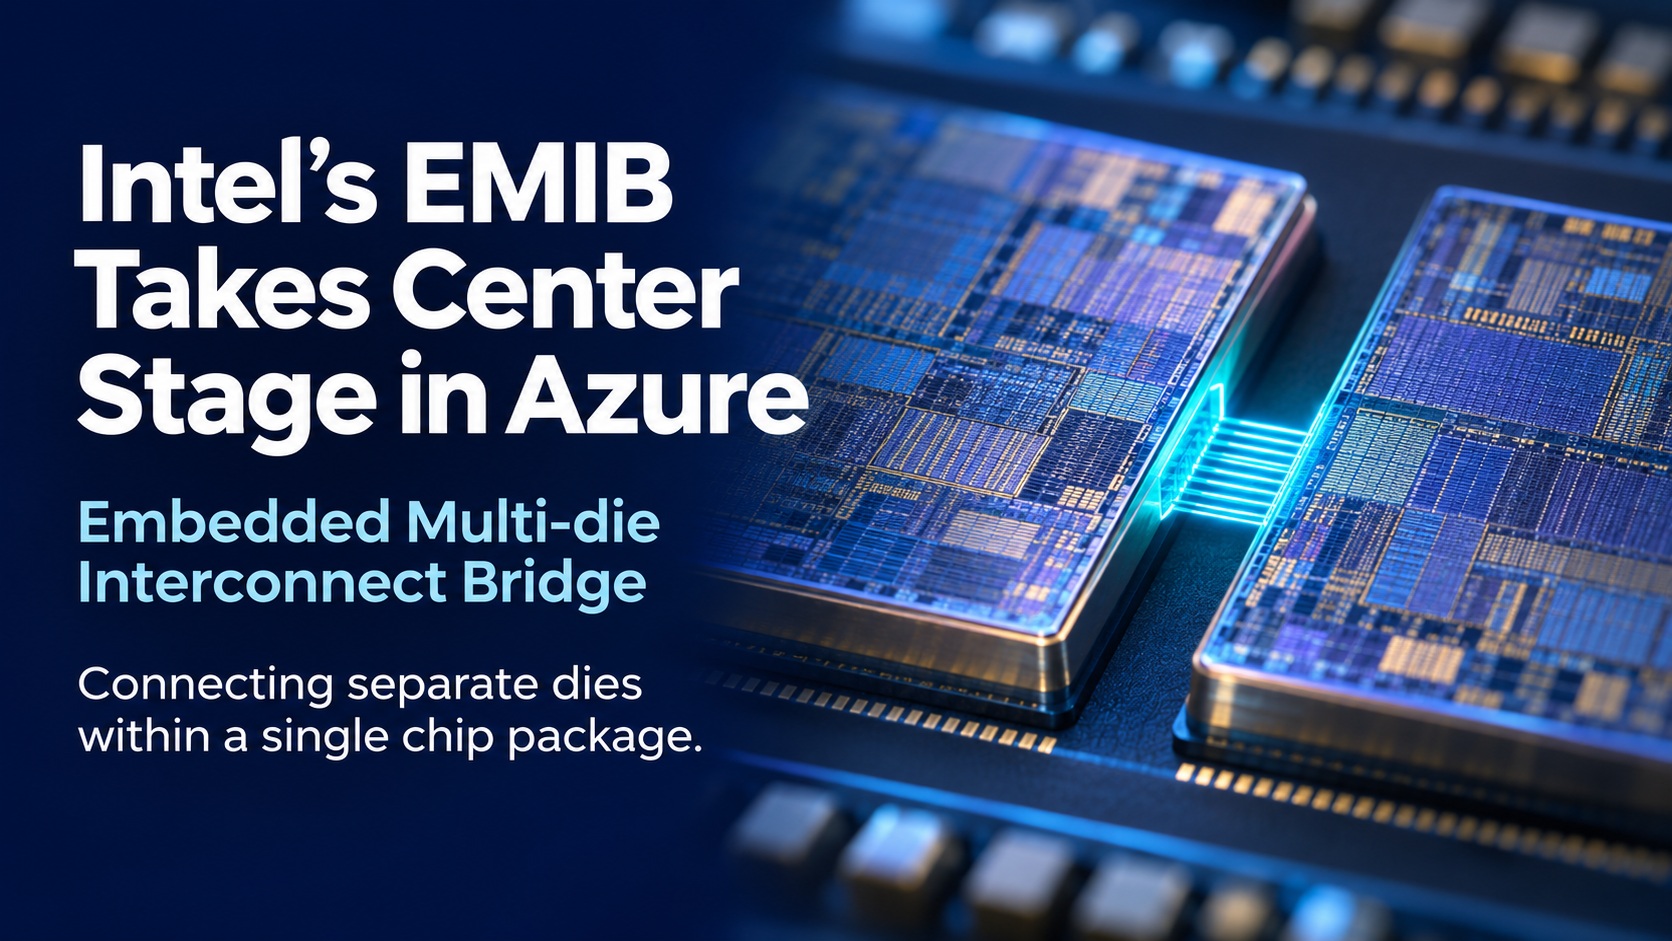 Intel’s EMIB
Takes Center
Stage in Azure
Embedded Multi-die
Interconnect Bridge
Connecting separate dies
within a single chip package.